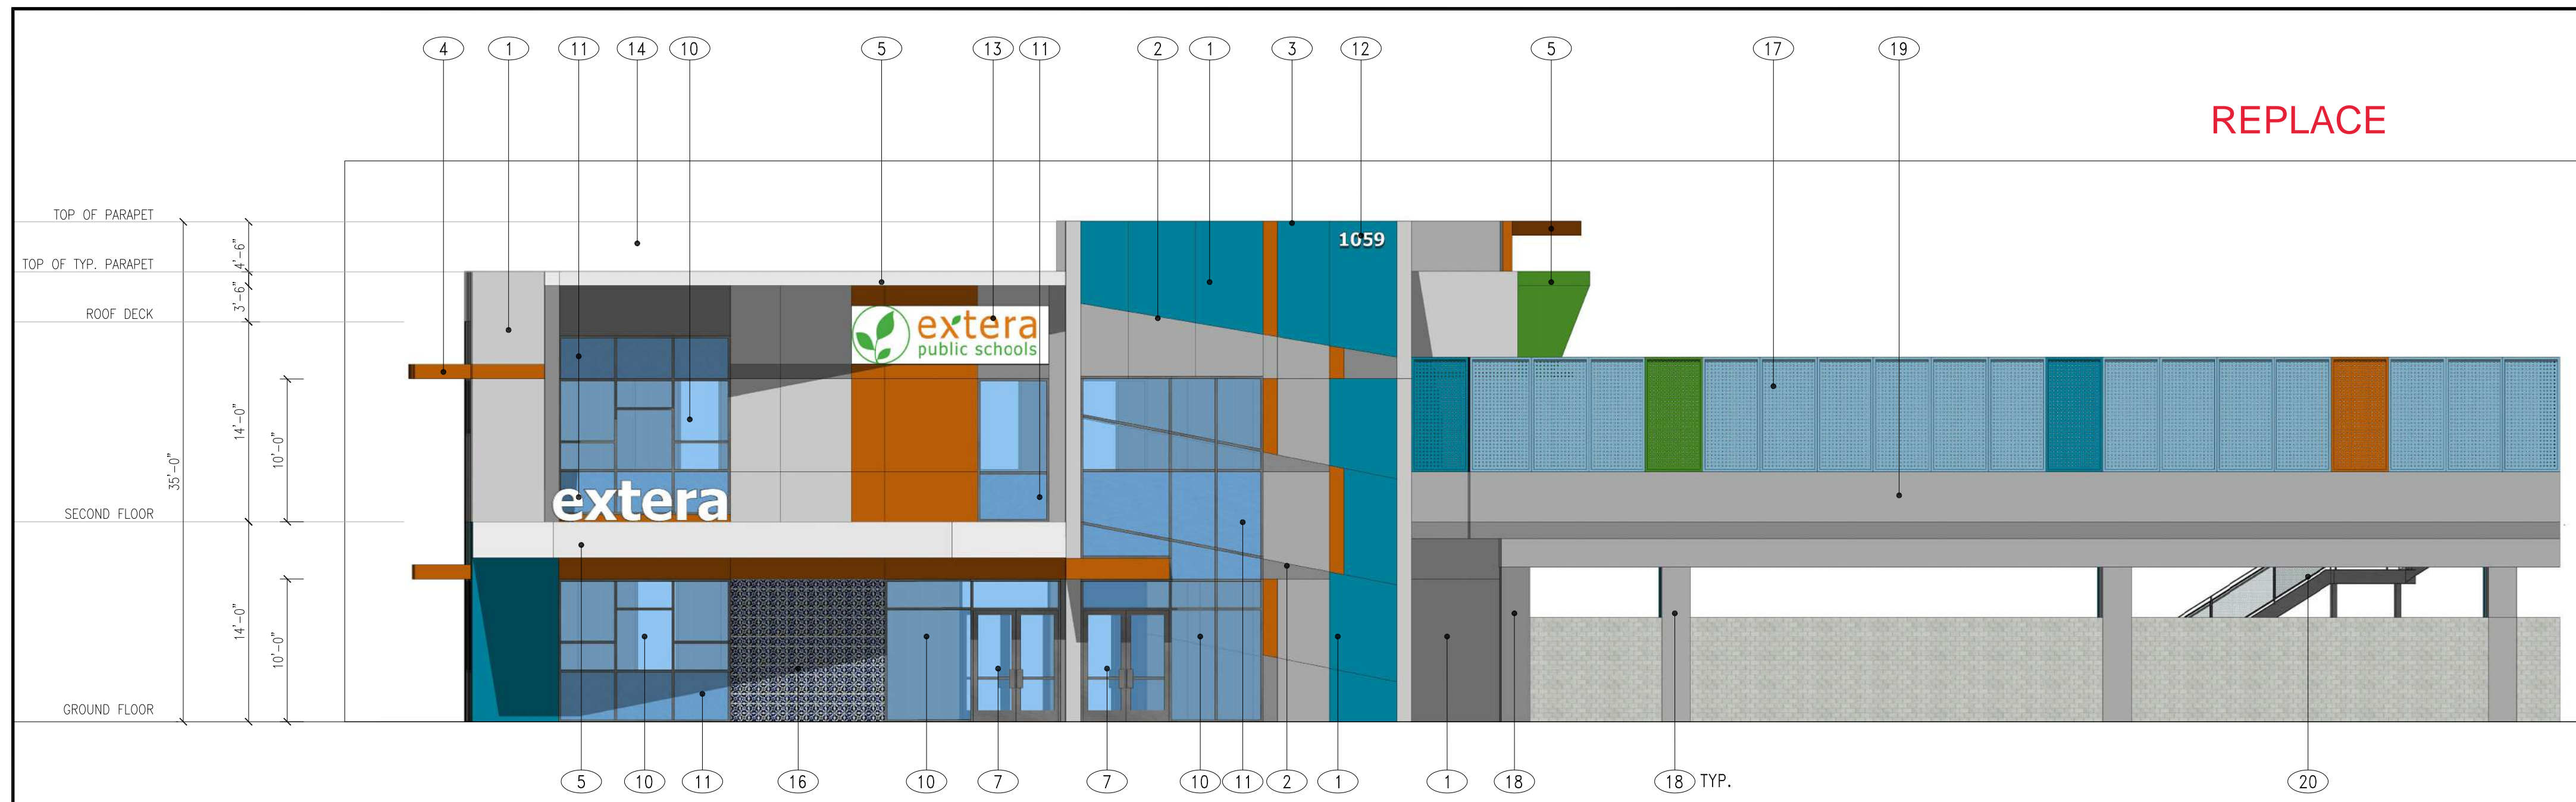 4 1 11 14 10 5 13 11 2 1 3 12 5 17 19
REPLACE
TOP OF PARAPET
4'-6"
1059
TOP OF TYP. PARAPET
3'-6"
ROOF DECK
extera
public schools
14'-0"
10'-0"
35'-0"
extera
SECOND FLOOR
14'-0"
10'-0"
GROUND FLOOR
5 10 11 16 10 7 7 10 11 2 1 1 18 18 TYP. 20